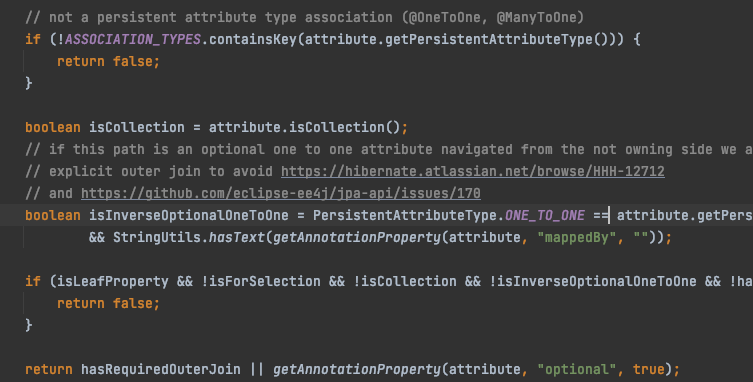 // not a persistent attribute type association (@OneToOne, @ManyToOne)
if (!ASSOCIATION_TYPES.containsKey(attribute.getPersistentAttributeType())) {
return false;
}
boolean isCollection = attribute.isCollection();
// if this path is an optional one to one attribute navigated from the not owning side we a
// explicit outer join to avoid https://hibernate.atlassian.net/browse/HHH-12712
// and https://github.com/eclipse-ee4j/jpa-api/issues/170
boolean isInverseOptionalOneToOne = PersistentAttributeType.ONE_TO_ONE == attribute.getPers
&& StringUtils.hasText(getAnnotationProperty(attribute, "mappedBy", ""));
if (isLeafProperty && !isForSelection && !isCollection && !isInverseOptionalOneToOne && !ha
return false;
}
return hasRequiredOuterJoin || getAnnotationProperty(attribute, "optional", true);